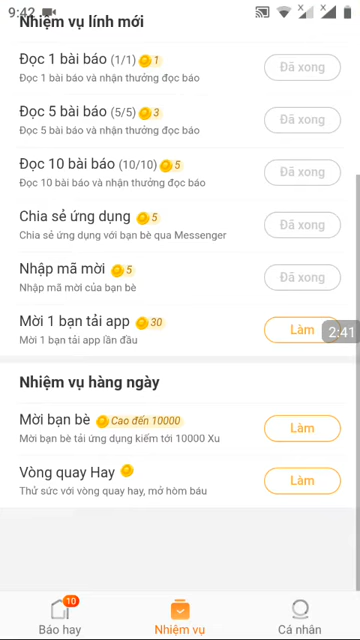 9:42
Nhiệm vụ lính mới
Đọc 1 bài báo (1/1) 1
Đã xong
Đọc 1 bài báo và nhận thưởng đọc báo
Đọc 5 bài báo (5/5) 3
Đã xong
Đọc 5 bài báo và nhận thưởng đọc báo
Đọc 10 bài báo (10/10) 5
Đã xong
Đọc 10 bài báo và nhận thưởng đọc báo
Chia sẻ ứng dụng 5
Đã xong
Chia sẻ ứng dụng với bạn bè qua Messenger
Nhập mã mời 5
Đã xong
Nhập mã mời của bạn bè
Mời 1 bạn tải app 30
Làm
2:41
Mời 1 bạn tải app lần đầu
Nhiệm vụ hàng ngày
Mời bạn bè Cao đến 10000
Làm
Mời bạn bè tải ứng dụng kiếm tới 10000 Xu
Vòng quay Hay
Làm
Thử sức với vòng quay hay, mở hòm báu
10
Báo hay
Nhiệm vụ
Cá nhân